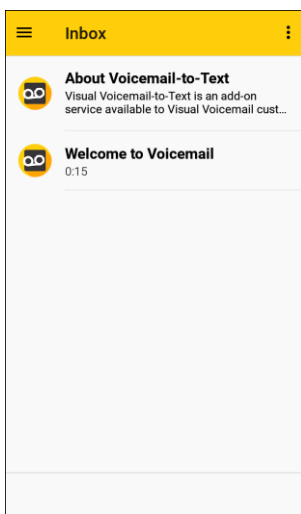 Inbox
About Voicemail-to-Text
Visual Voicemail-to-Text is an add-on
service available to Visual Voicemail cust...
Welcome to Voicemail
0:15